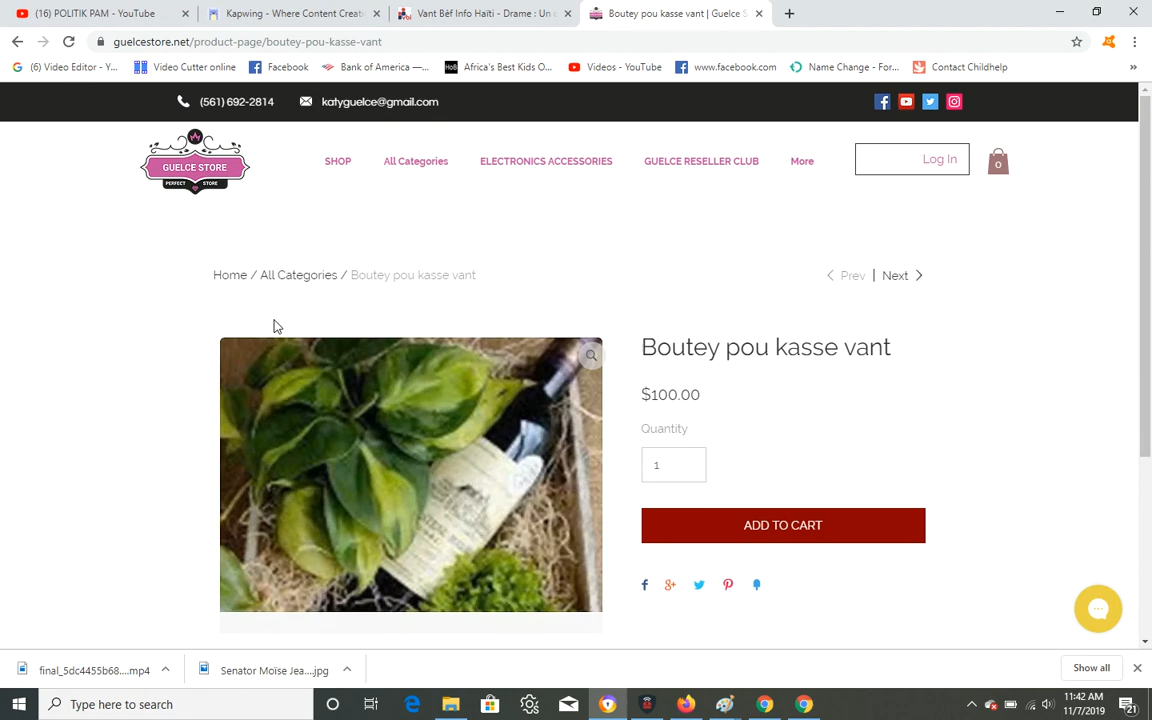 (16) POLITIK PAM - YouTube
Kapwing - Where Content Creati
Vant Bèf Info Haïti - Drame : Un
Boutey pou kasse vant | Guelce S
guelcestore.net/product-page/boutey-pou-kasse-vant
(6) Video Editor - Y...
Video Cutter online
Facebook
Bank of America —...
Africa's Best Kids O...
Videos - YouTube
www.facebook.com
Name Change - For...
Contact Childhelp
(561) 692-2814
katyguelce@gmail.com
GUELCE STORE
PERFECT STORE
SHOP
All Categories
ELECTRONICS ACCESSORIES
GUELCE RESELLER CLUB
More
Log In
0
Home / All Categories / Boutey pou kasse vant
Prev | Next
Boutey pou kasse vant
$100.00
Quantity
1
ADD TO CART
final_5dc4455b68....mp4
Senator Moïse Jea....jpg
Show all
Type here to search
11:42 AM
11/7/2019
21